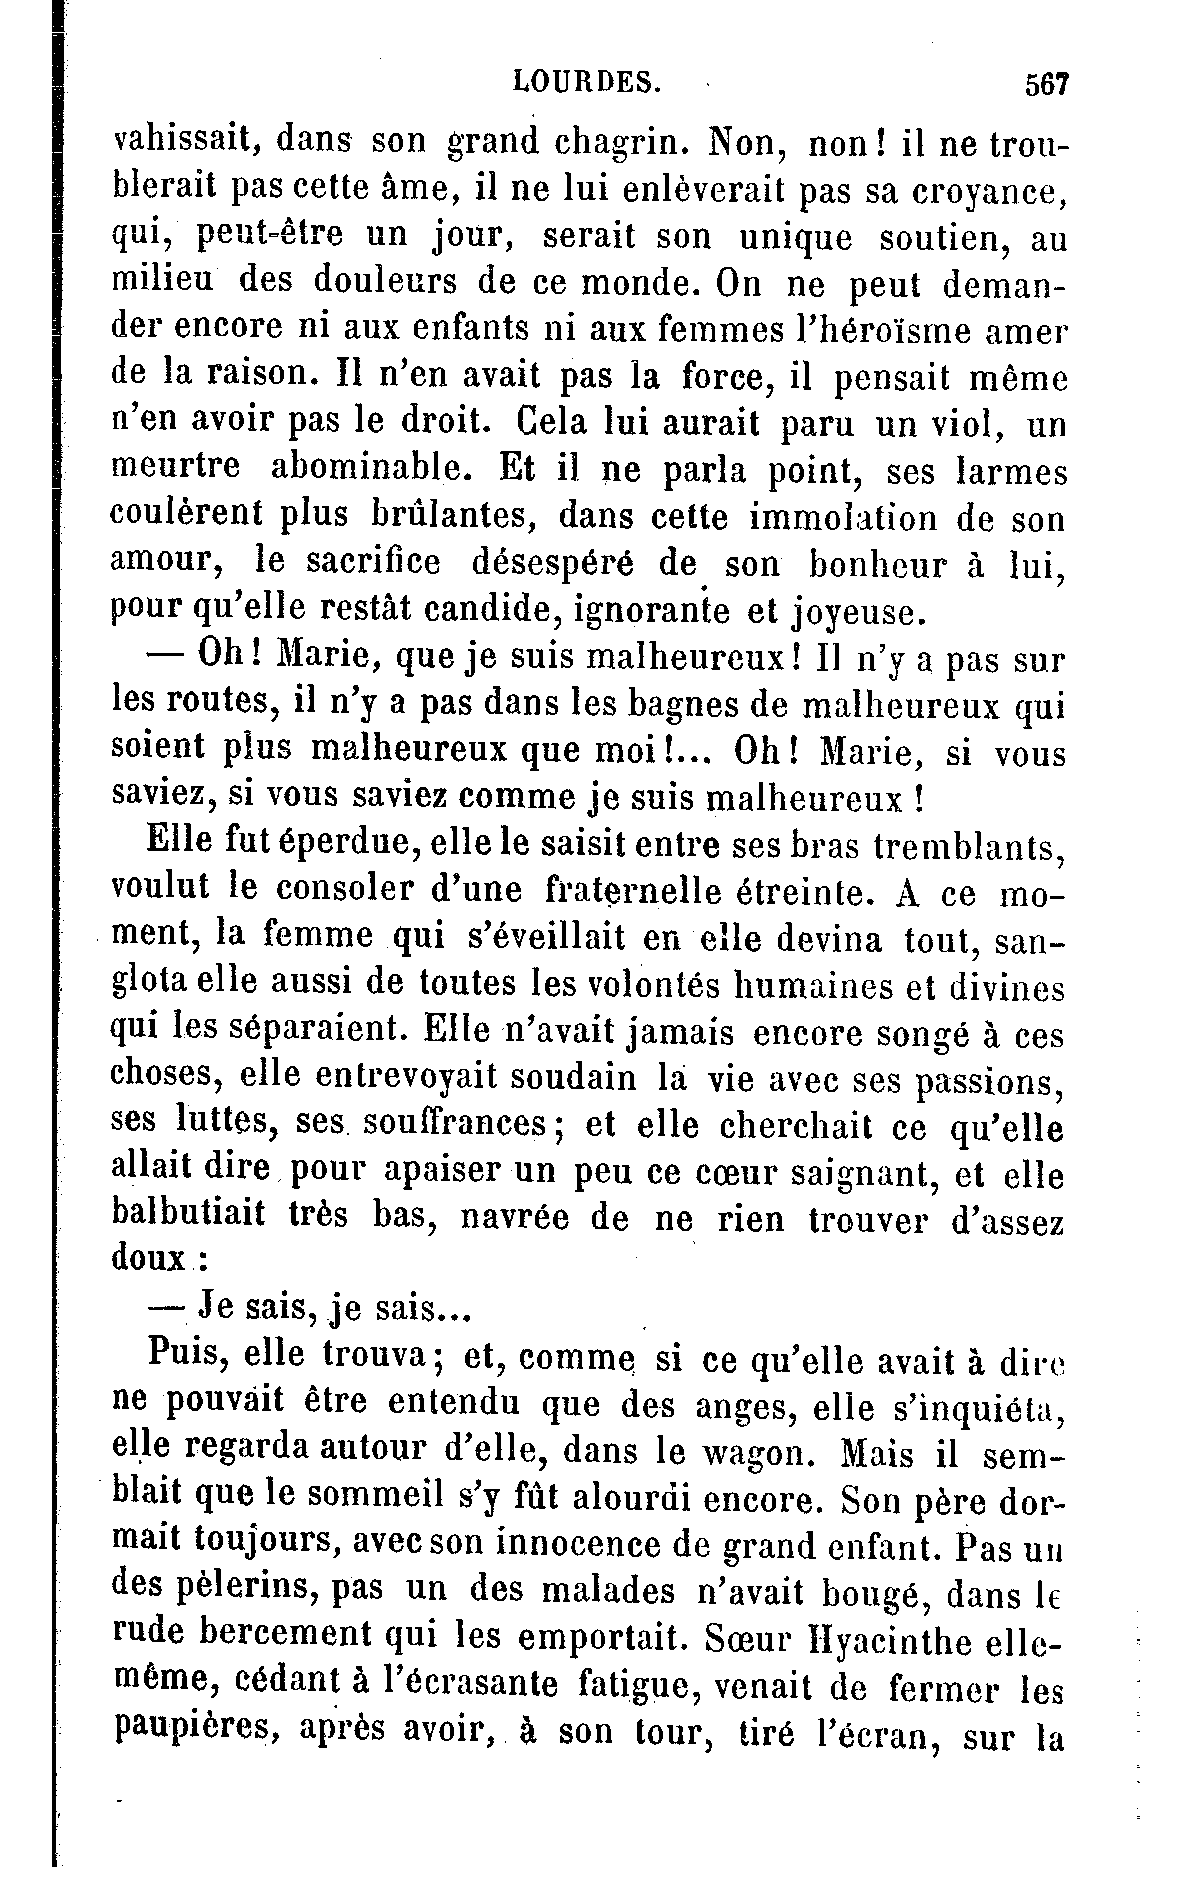 LOURDES. 567
vahissait, dans son grand chagrin. Non, non! il ne trou-
blerait pas cette âme, il ne lui enlèverait pas sa croyance,
qui, peut-être un jour, serait son unique soutien, au
milieu des douleurs de ce monde. On ne peut deman-
der encore ni aux enfants ni aux femmes l'héroïsme amer
de la raison. Il n'en avait pas la force, il pensait même
n'en avoir pas le droit. Cela lui aurait paru un viol, un
meurtre abominable. Et il ne parla point, ses larmes
coulèrent plus brûlantes, dans cette immolation de son
amour, le sacrifice désespéré de son bonheur à lui,
pour qu'elle restât candide, ignorante et joyeuse.
— Oh! Marie, que je suis malheureux! Il n'y a pas sur
les routes, il n'y a pas dans les bagnes de malheureux qui
soient plus malheureux que moi!... Oh! Marie, si vous
saviez, si vous saviez comme je suis malheureux!
Elle fut éperdue, elle le saisit entre ses bras tremblants,
voulut le consoler d'une fraternelle étreinte. A ce mo-
ment, la femme qui s'éveillait en elle devina tout, san-
glota elle aussi de toutes les volontés humaines et divines
qui les séparaient. Elle n'avait jamais encore songé à ces
choses, elle entrevoyait soudain la vie avec ses passions,
ses luttes, ses souffrances; et elle cherchait ce qu'elle
allait dire pour apaiser un peu ce cœur saignant, et elle
balbutiait très bas, navrée de ne rien trouver d'assez
doux :
— Je sais, je sais...
Puis, elle trouva; et, comme si ce qu'elle avait à dire
ne pouvait être entendu que des anges, elle s'inquiéta,
elle regarda autour d'elle, dans le wagon. Mais il sem-
blait que le sommeil s'y fût alourdi encore. Son père dor-
mait toujours, avec son innocence de grand enfant. Pas un
des pèlerins, pas un des malades n'avait bougé, dans le
rude bercement qui les emportait. Sœur Hyacinthe elle-
même, cédant à l'écrasante fatigue, venait de fermer les
paupières, après avoir, à son tour, tiré l'écran, sur la